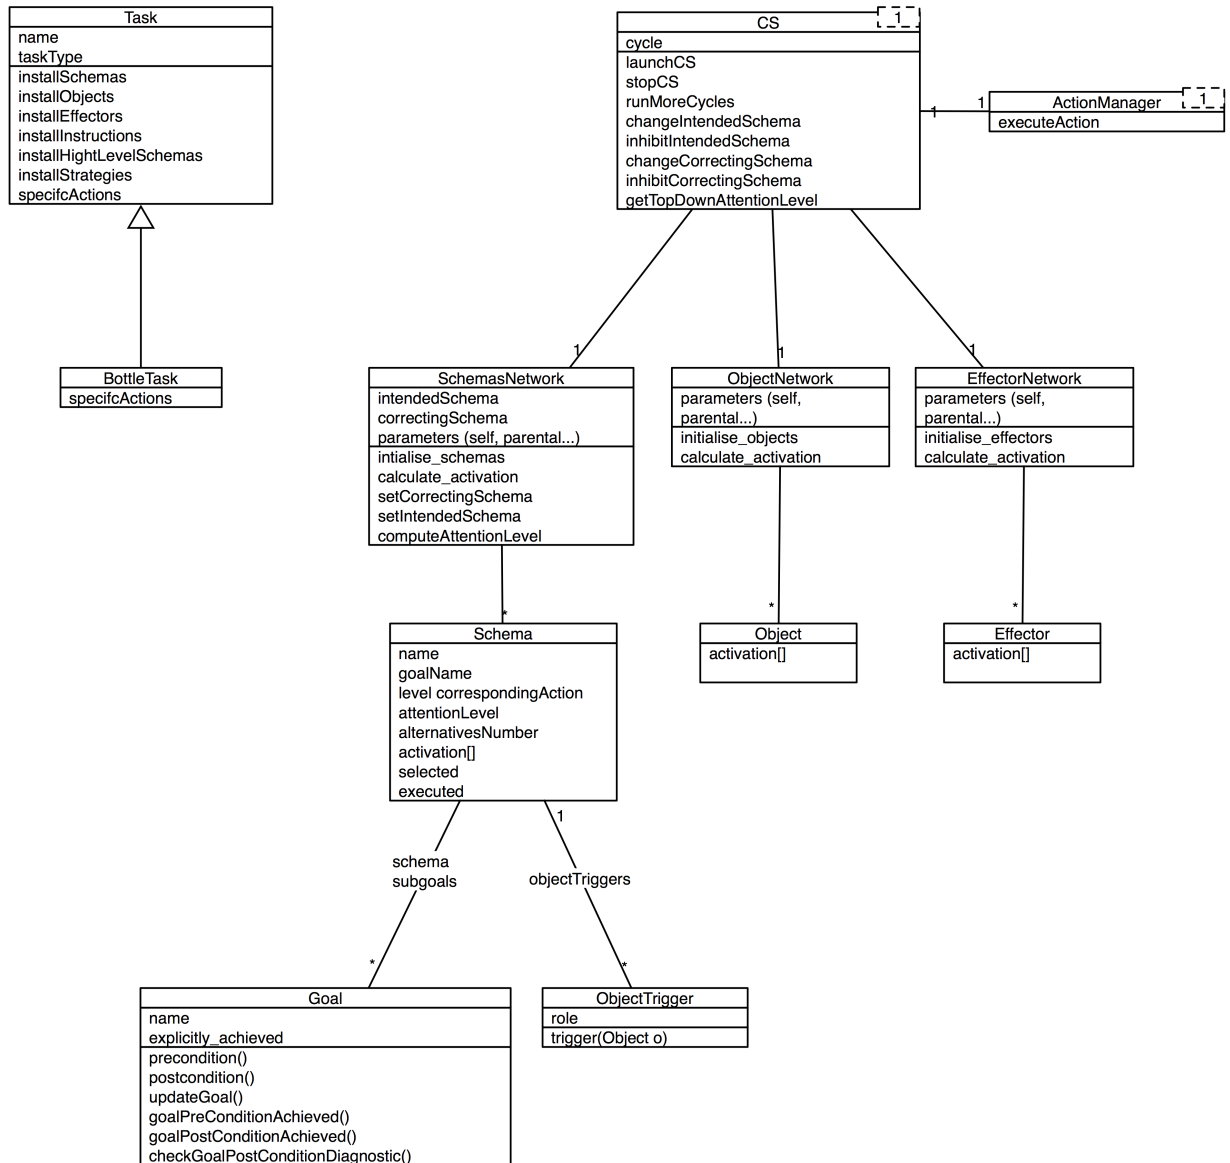 Task
name
taskType
installSchemas
installObjects
installEffectors
installInstructions
installHightLevelSchemas
installStrategies
specifcActions
CS
1
cycle
launchCS
stopCS
runMoreCycles
changeIntendedSchema
inhibitIntendedSchema
changeCorrectingSchema
inhibitCorrectingSchema
getTopDownAttentionLevel
1
1
ActionManager
1
executeAction
1
1
1
BottleTask
specifcActions
SchemasNetwork
intendedSchema
correctingSchema
parameters (self, parental...)
intialise_schemas
calculate_activation
setCorrectingSchema
setIntendedSchema
computeAttentionLevel
ObjectNetwork
parameters (self,
parental...)
initialise_objects
calculate_activation
EffectorNetwork
parameters (self,
parental...)
initialise_effectors
calculate_activation
*
*
*
Schema
name
goalName
level correspondingAction
attentionLevel
alternativesNumber
activation[]
selected
executed
Object
activation[]
Effector
activation[]
1
schema
subgoals
objectTriggers
*
*
Goal
name
explicitly_achieved
precondition()
postcondition()
updateGoal()
goalPreConditionAchieved()
goalPostConditionAchieved()
checkGoalPostConditionDiagnostic()
ObjectTrigger
role
trigger(Object o)